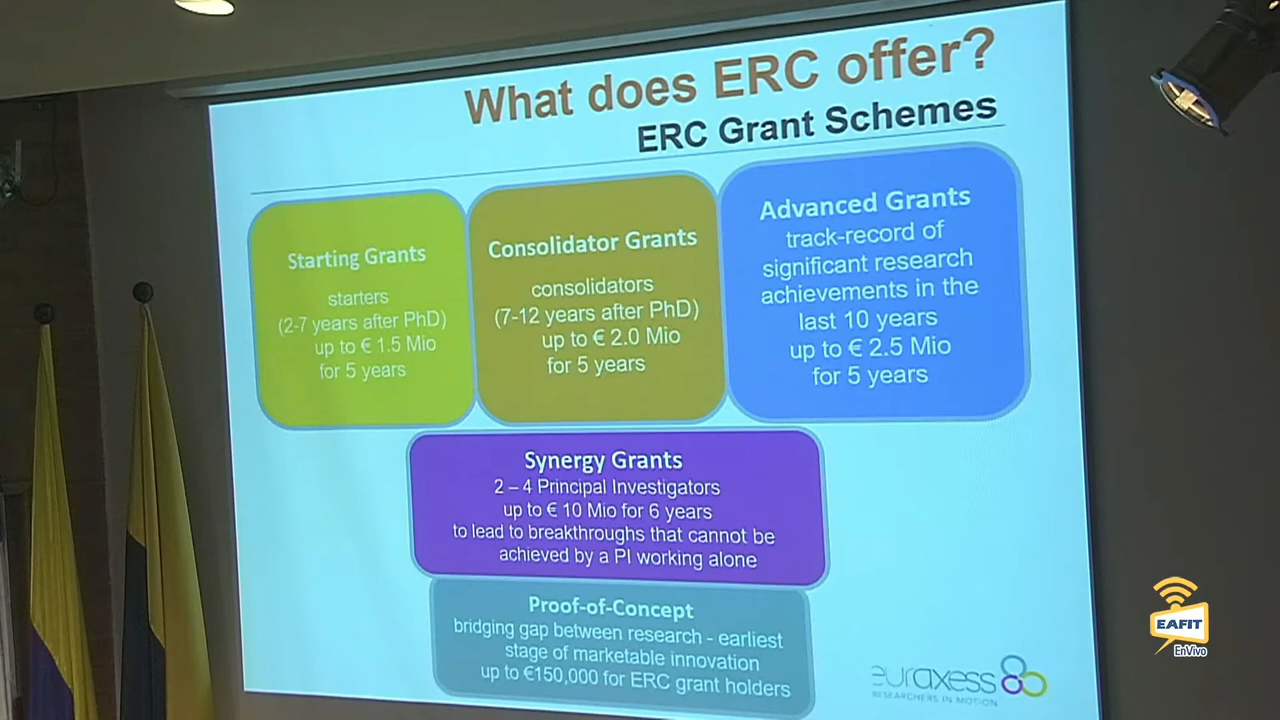 What does ERC offer?
ERC Grant Schemes
Starting Grants
starters
(2-7 years after PhD)
up to € 1.5 Mio
for 5 years
Consolidator Grants
consolidators
(7-12 years after PhD)
up to € 2.0 Mio
for 5 years
Advanced Grants
track-record of
significant research
achievements in the
last 10 years
up to € 2.5 Mio
for 5 years
Synergy Grants
2 – 4 Principal Investigators
up to € 10 Mio for 6 years
to lead to breakthroughs that cannot be
achieved by a PI working alone
Proof-of-Concept
bridging gap between research - earliest
stage of marketable innovation
up to €150,000 for ERC grant holders
euraxess
RESEARCHERS IN MOTION
EAFIT
EnVivo